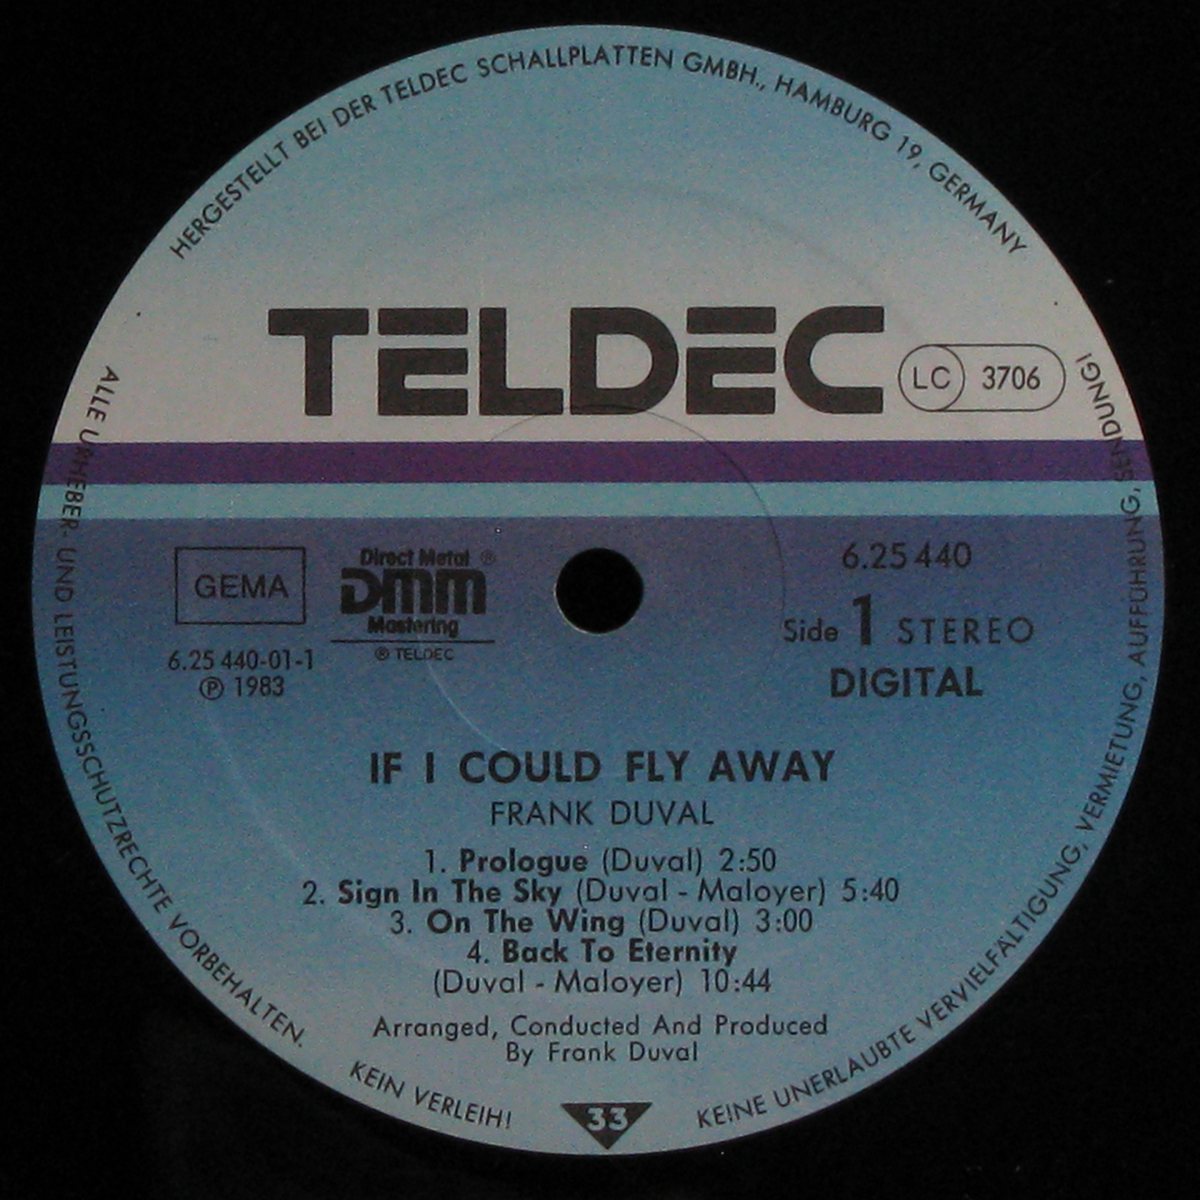 HERGESTELLT BEI DER TELDEC SCHALLPLATTEN GMBH., HAMBURG 19, GERMANY
TELDEC
LC 3706
GEMA
Direct Metal ®
DMM
Mastering
® TELDEC
6.25 440-01-1
℗ 1983
6.25 440
Side 1 STEREO
DIGITAL
IF I COULD FLY AWAY
FRANK DUVAL
1. Prologue (Duval) 2:50
2. Sign In The Sky (Duval - Maloyer) 5:40
3. On The Wing (Duval) 3:00
4. Back To Eternity
(Duval - Maloyer) 10:44
Arranged, Conducted And Produced
By Frank Duval
33
ALLE URHEBER- UND LEISTUNGSSCHUTZRECHTE VORBEHALTEN.
KEIN VERLEIH!
KEINE UNERLAUBTE VERVIELFÄLTIGUNG, VERMIETUNG, AUFFÜHRUNG, SENDUNG!